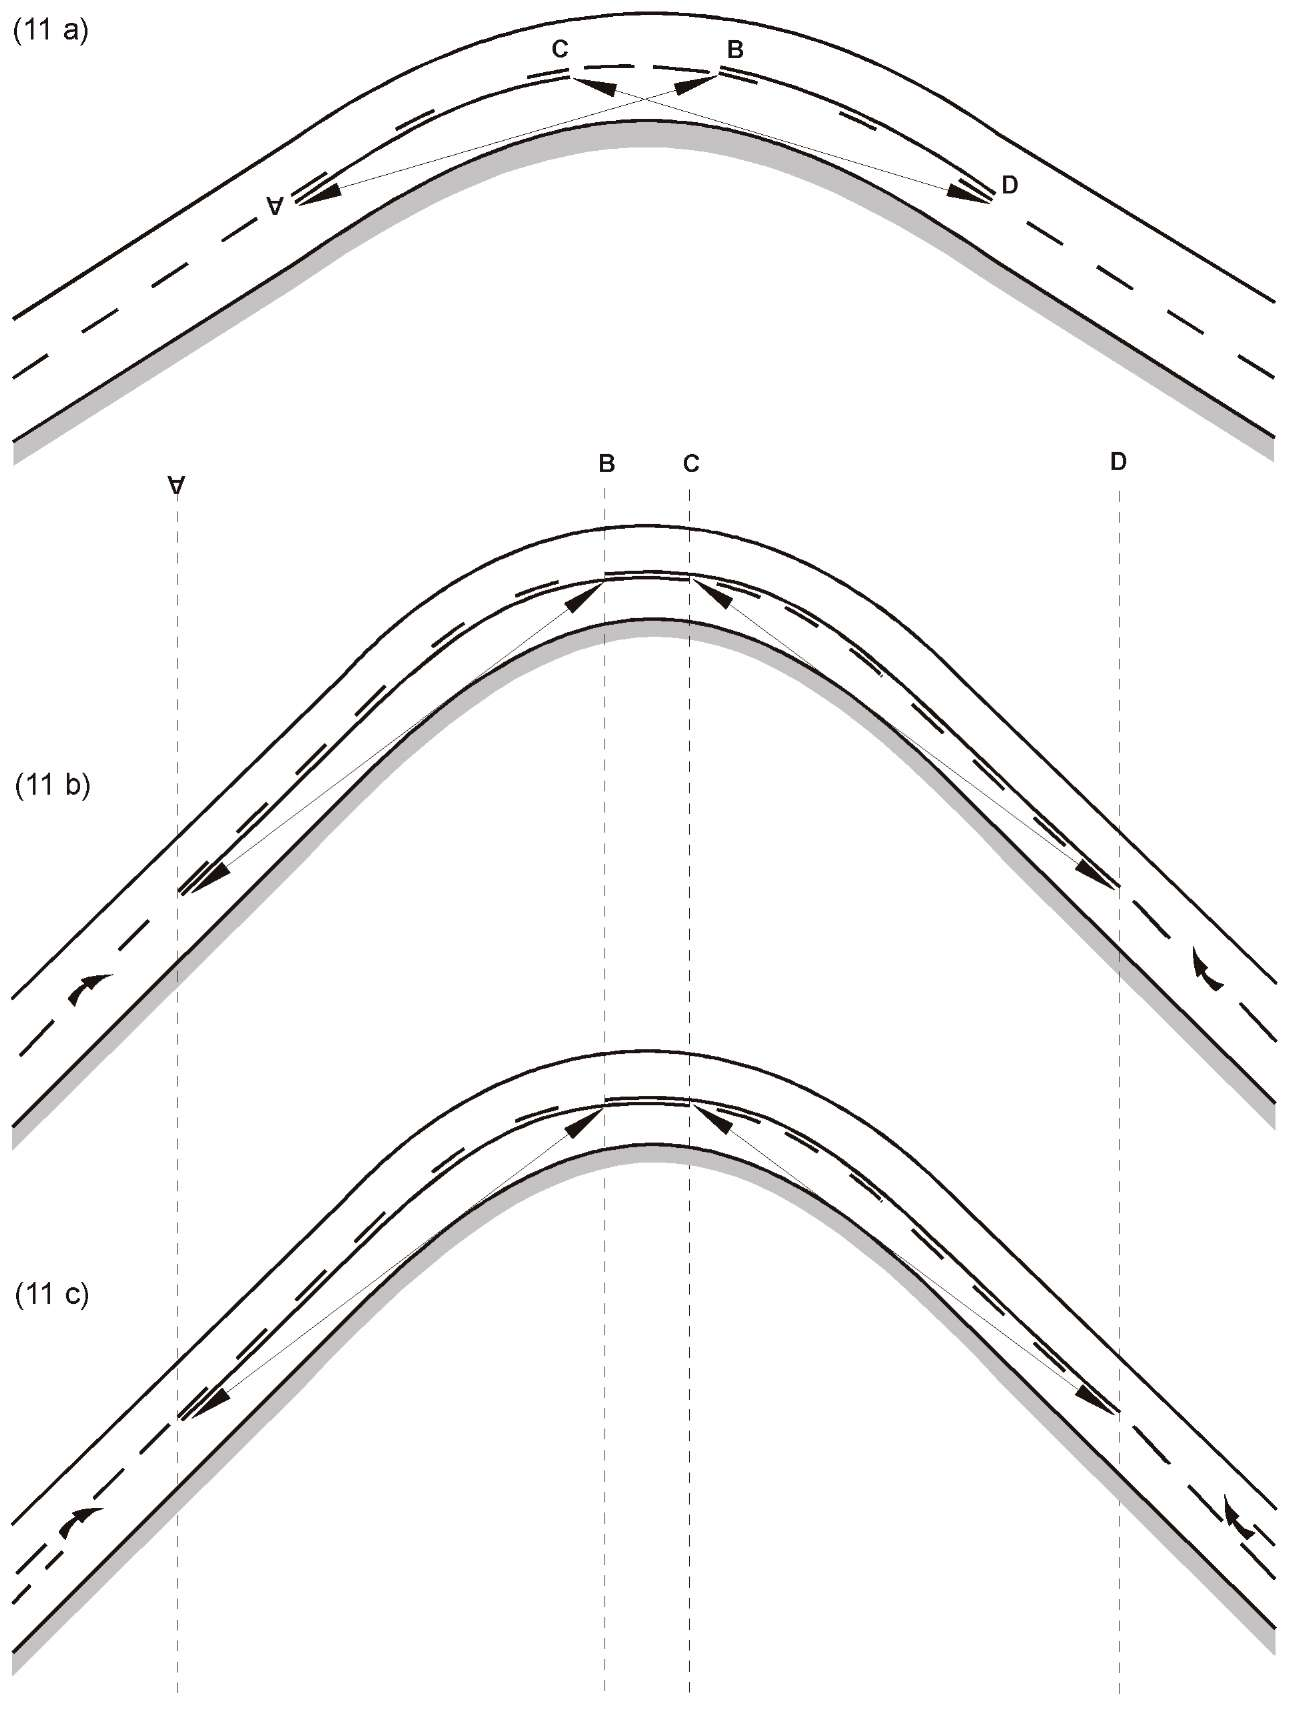 (11 a)
C B
∀ D
B C D
∀
(11 b)
(11 c)